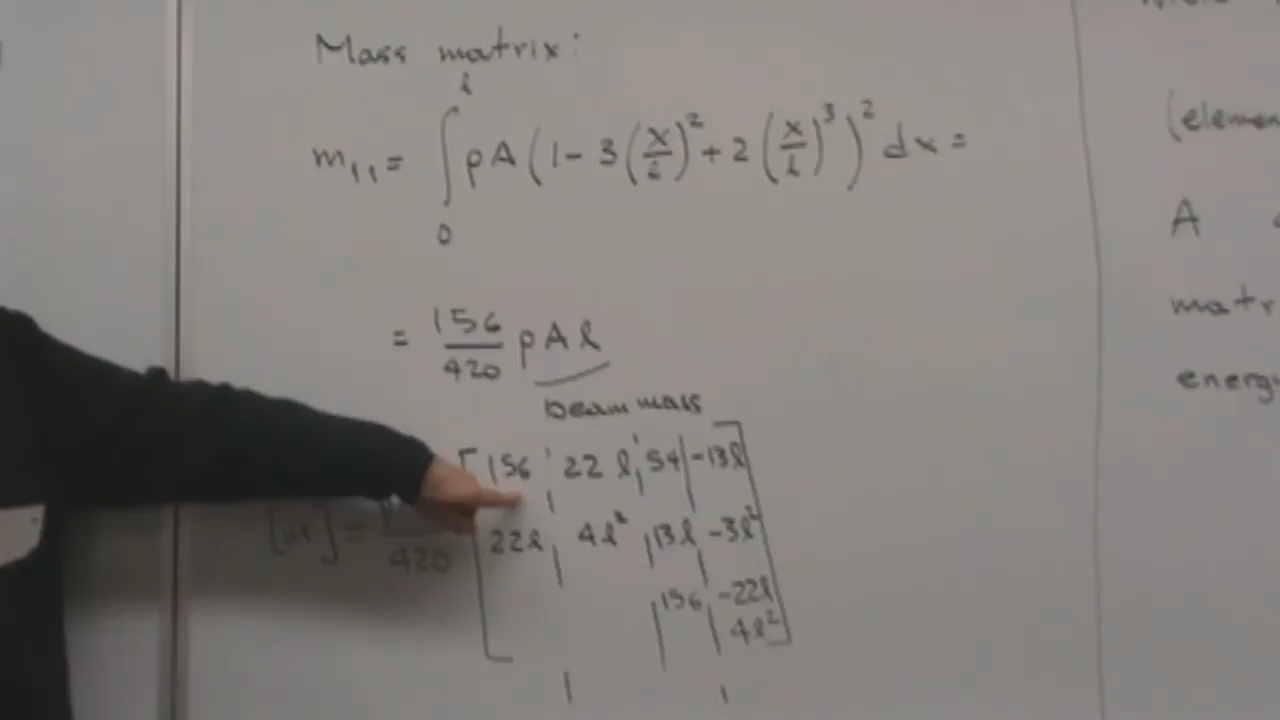 Mass matrix:
m₁₁ = ∫₀ˡ ρA(1 - 3(x/l)² + 2(x/l)³)² dx =
= 156/420 ρAl
beam mass
[m] = /420 [156 22l 54 -13l
22l 4l² 13l -3l²
156 -22l
4l²]
(elemen
A
matr
energy